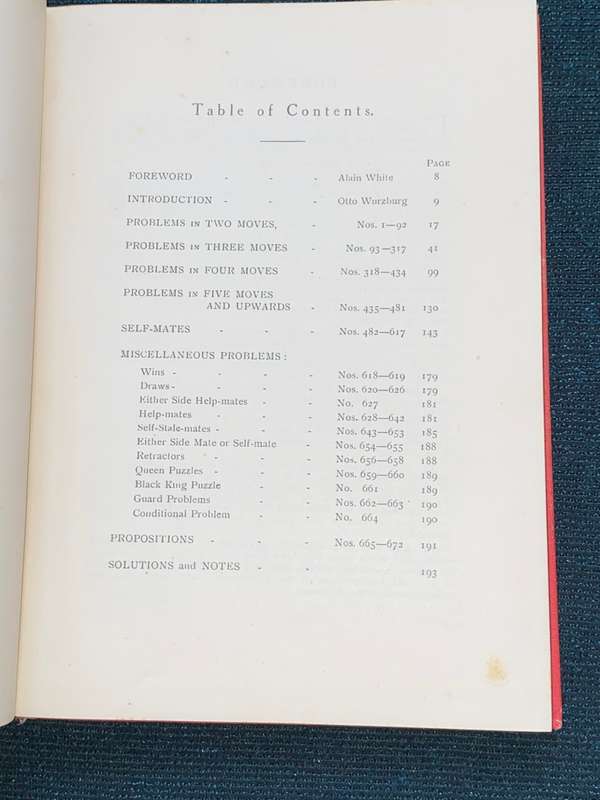 Table of Contents.
PAGE
FOREWORD - - - Alain White 8
INTRODUCTION - - - Otto Wurzburg 9
PROBLEMS IN TWO MOVES, - Nos. 1—92 17
PROBLEMS IN THREE MOVES - Nos. 93—317 41
PROBLEMS IN FOUR MOVES - Nos. 318—434 99
PROBLEMS IN FIVE MOVES
AND UPWARDS - Nos. 435—481 130
SELF-MATES - - - Nos. 482—617 143
MISCELLANEOUS PROBLEMS :
Wins - - - - Nos. 618—619 179
Draws - - - - Nos. 620—626 179
Either Side Help-mates - - No. 627 181
Help-mates - - - Nos. 628—642 181
Self-Stale-mates - - - Nos. 643—653 185
Either Side Mate or Self-mate - Nos. 654—655 188
Retractors - - - Nos. 656—658 188
Queen Puzzles - - - Nos. 659—660 189
Black King Puzzle - - No. 661 189
Guard Problems - - Nos. 662—663 190
Conditional Problem - - No. 664 190
PROPOSITIONS - - - Nos. 665—672 191
SOLUTIONS and NOTES - - 193